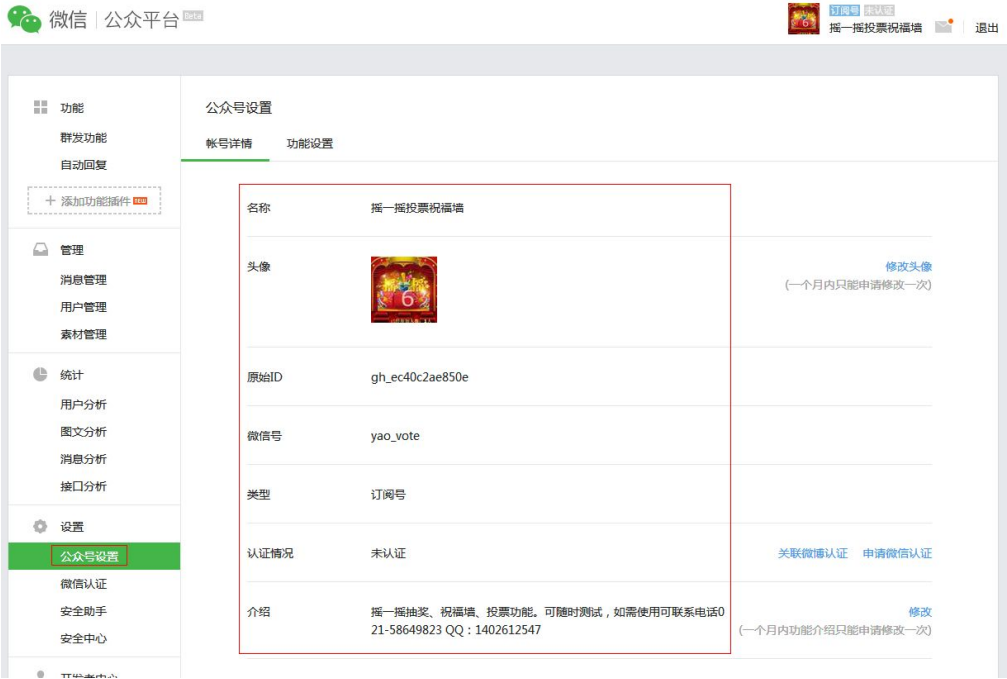 微信 | 公众平台 Beta
订阅号 未认证
摇一摇投票祝福墙
退出
功能
群发功能
自动回复
+ 添加功能插件
管理
消息管理
用户管理
素材管理
统计
用户分析
图文分析
消息分析
接口分析
设置
公众号设置
微信认证
安全助手
安全中心
开发者中心
公众号设置
帐号详情 功能设置
名称 摇一摇投票祝福墙
头像 6 修改头像
(一个月内只能申请修改一次)
原始ID gh_ec40c2ae850e
微信号 yao_vote
类型 订阅号
认证情况 未认证 关联微博认证 申请微信认证
介绍 摇一摇抽奖、祝福墙、投票功能。可随时测试，如需使用可联系电话0 修改
21-58649823 QQ：1402612547 (一个月内功能介绍只能申请修改一次)